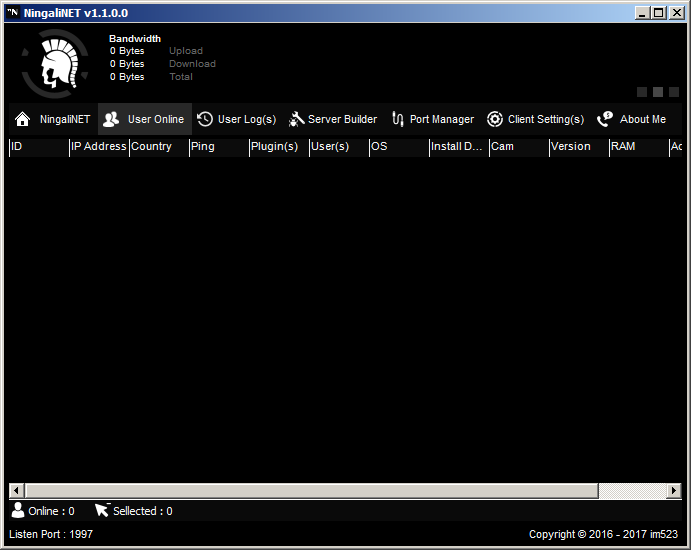 NingaliNET v1.1.0.0
Bandwidth
0 Bytes Upload
0 Bytes Download
0 Bytes Total
NingaliNET User Online User Log(s) Server Builder Port Manager Client Setting(s) About Me
ID IP Address Country Ping Plugin(s) User(s) OS Install D... Cam Version RAM Ac
Online : 0 Sellected : 0
Listen Port : 1997 Copyright © 2016 - 2017 im523